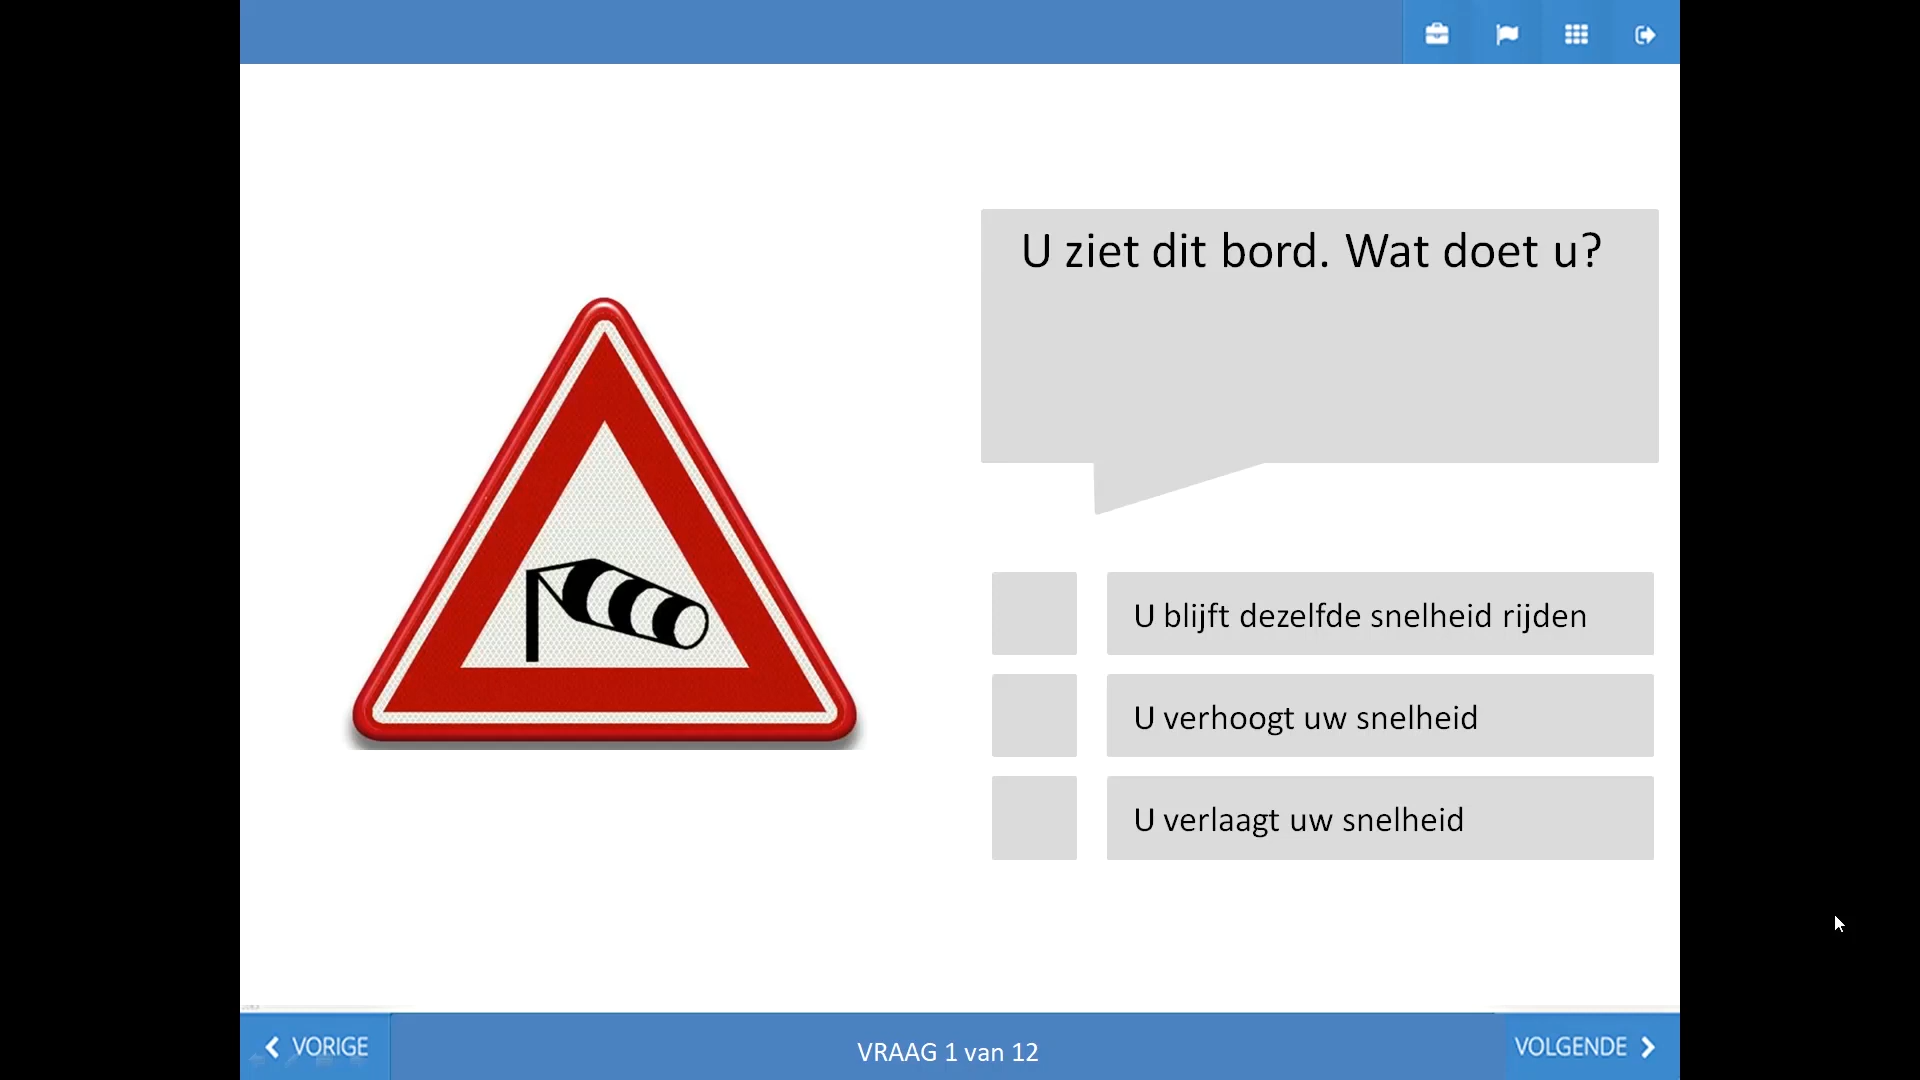 U ziet dit bord. Wat doet u?
U blijft dezelfde snelheid rijden
U verhoogt uw snelheid
U verlaagt uw snelheid
VORIGE
VRAAG 1 van 12
VOLGENDE